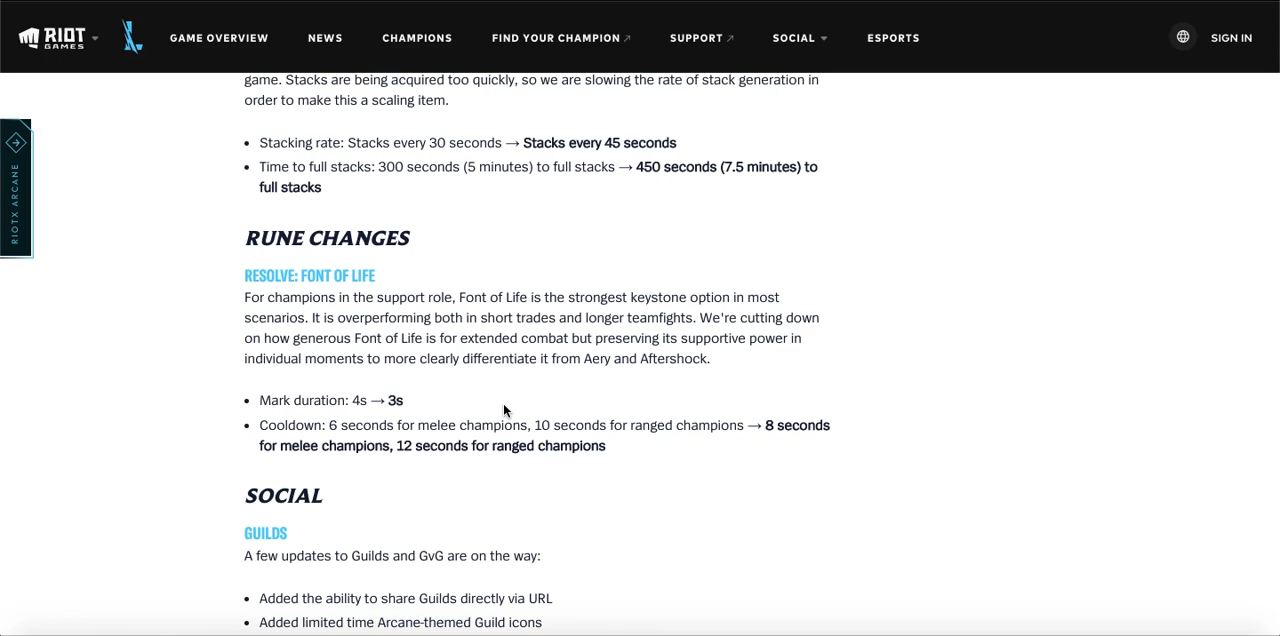 RIOT GAMES
GAME OVERVIEW NEWS CHAMPIONS FIND YOUR CHAMPION↗ SUPPORT↗ SOCIAL ESPORTS SIGN IN
game. Stacks are being acquired too quickly, so we are slowing the rate of stack generation in
order to make this a scaling item.
RIOTX ARCANE
• Stacking rate: Stacks every 30 seconds → Stacks every 45 seconds
• Time to full stacks: 300 seconds (5 minutes) to full stacks → 450 seconds (7.5 minutes) to
full stacks
RUNE CHANGES
RESOLVE: FONT OF LIFE
For champions in the support role, Font of Life is the strongest keystone option in most
scenarios. It is overperforming both in short trades and longer teamfights. We're cutting down
on how generous Font of Life is for extended combat but preserving its supportive power in
individual moments to more clearly differentiate it from Aery and Aftershock.
• Mark duration: 4s → 3s
• Cooldown: 6 seconds for melee champions, 10 seconds for ranged champions → 8 seconds
for melee champions, 12 seconds for ranged champions
SOCIAL
GUILDS
A few updates to Guilds and GvG are on the way:
• Added the ability to share Guilds directly via URL
• Added limited time Arcane-themed Guild icons